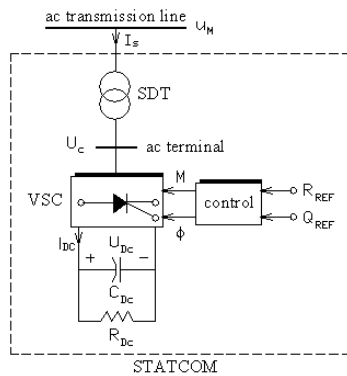 ac transmission line
U_M
I_s
SDT
U_c
ac terminal
VSC
M
control
R_REF
ϕ
Q_REF
I_DC
U_Dc
+
−
C_Dc
R_Dc
STATCOM